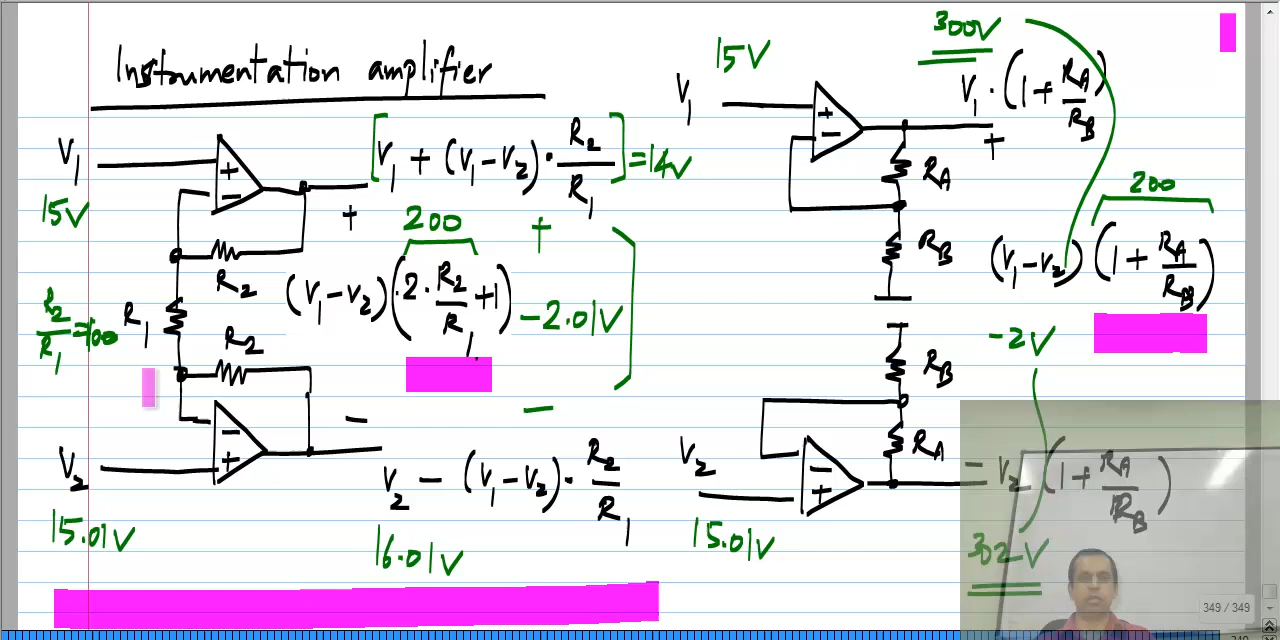 Instrumentation amplifier
V1
15V
[V1 + (V1-V2)·R2/R1] = 14V
+
-
+
R2
200
+
(V1-V2)(2·R2/R1+1)
-2.01V
R2/R1=100
R1
R2
-
+
-
-
V2
15.01V
V2 - (V1-V2)·R2/R1
16.01V
15V
300V
V1
V1·(1+RA/RB)
+
-
+
RA
RB
200
(V1-V2)(1+RA/RB)
-2V
RB
RA
V2
15.01V
-
+
- V2(1+RA/RB)
302V
349 / 349